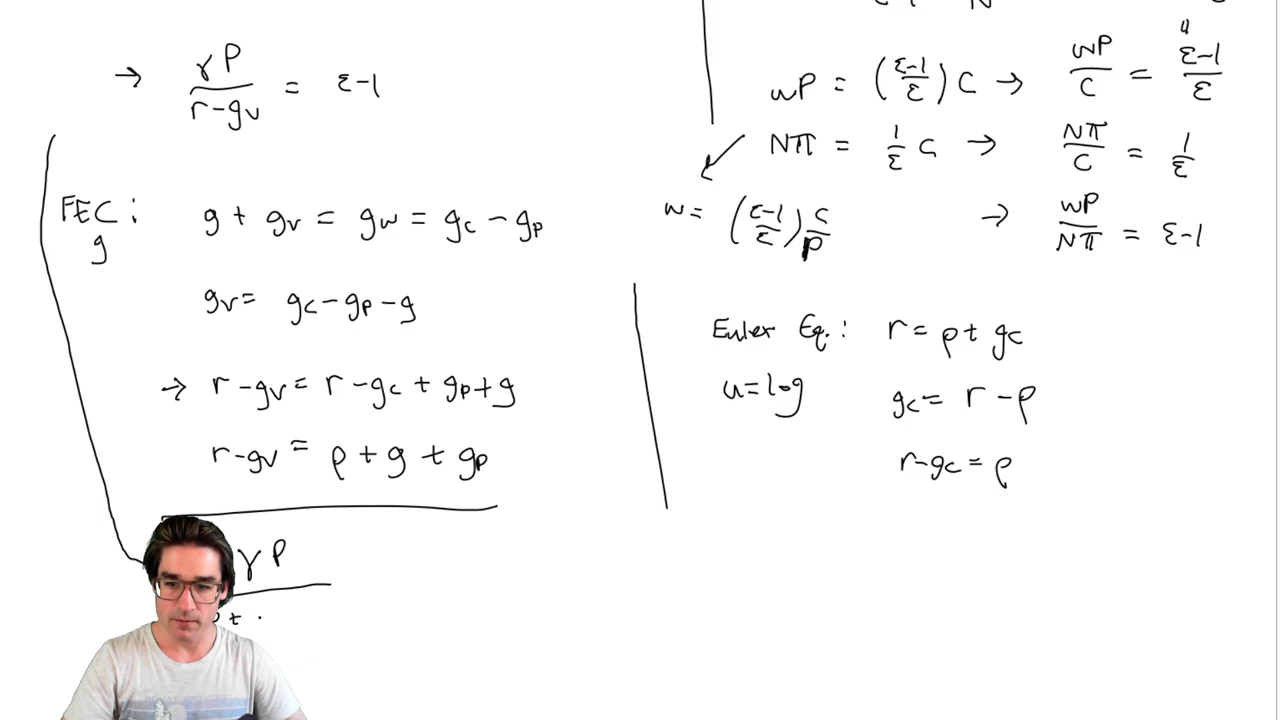 → γP / (r-gv) = ε-1
FEC: g + gv = gw = gc - gp
g
gv= gc-gp-g
→ r-gv= r-gc+gp+g
r-gv = ρ+g+gp
γP
ρ+.
wP = (ε-1/ε) C → wP/C = ε-1/ε
Nπ = 1/ε C → Nπ/C = 1/ε
w= (ε-1/ε) C/P → wP/Nπ = ε-1
Euler Eq.: r= ρ+ gc
u=log gc= r-ρ
r-gc=ρ